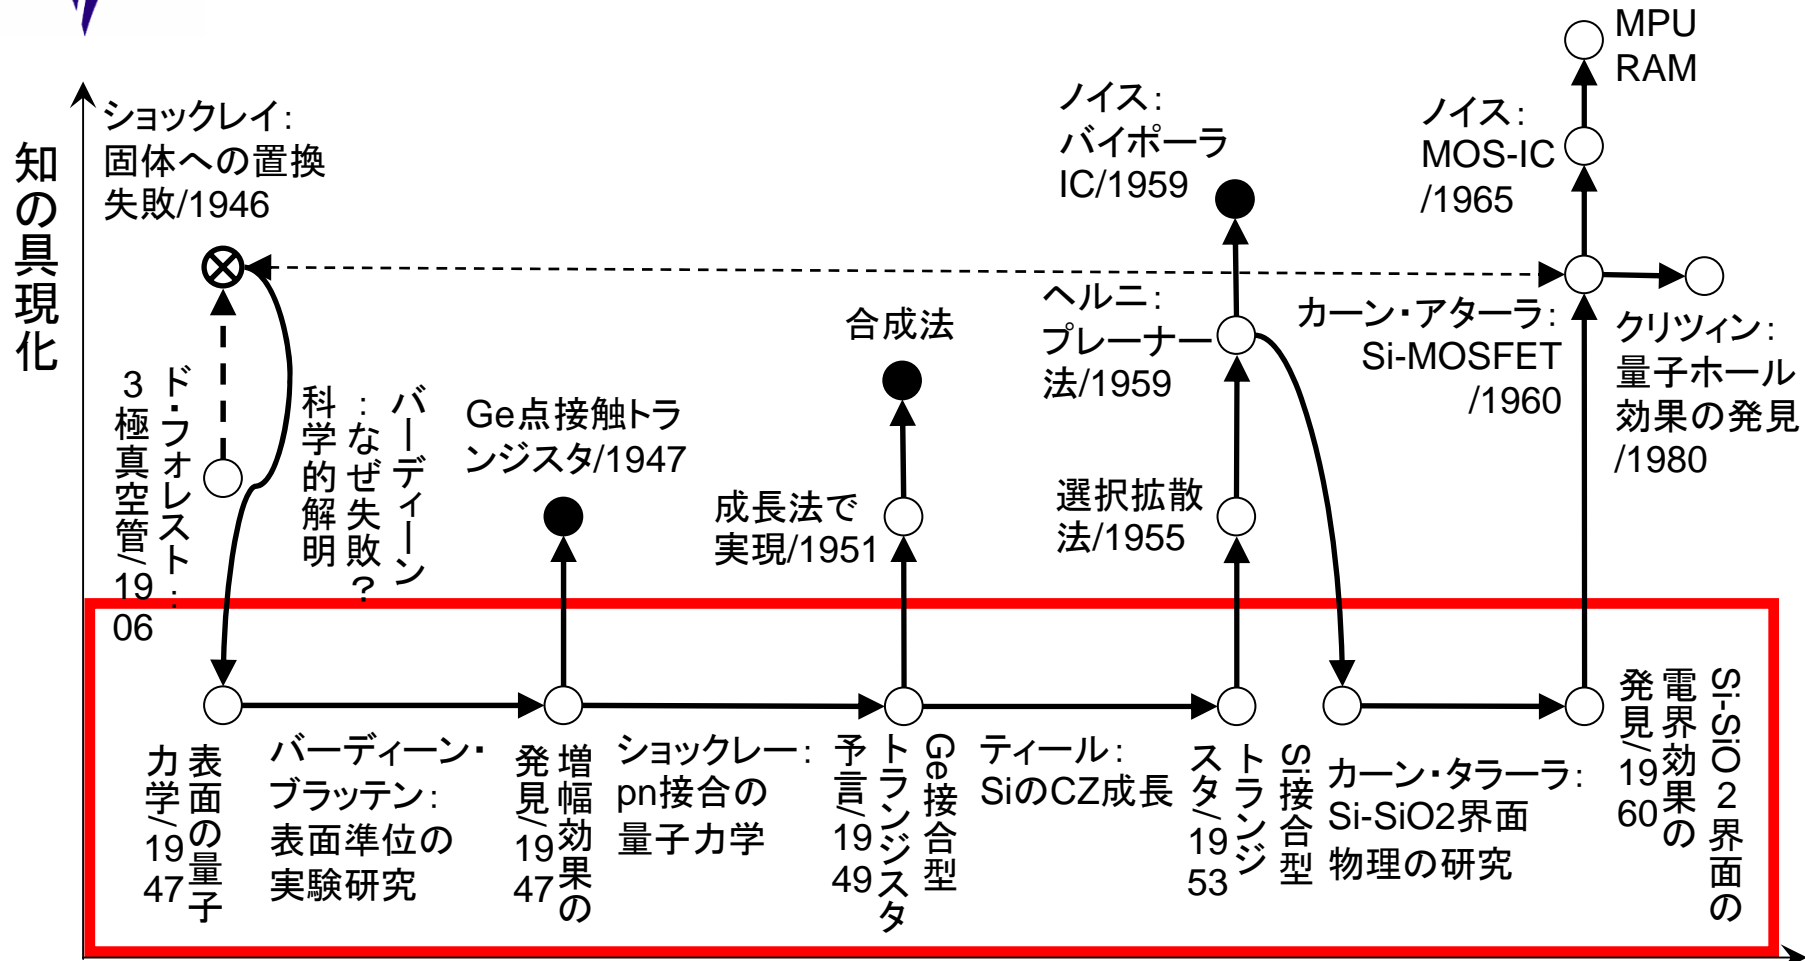 MPU
RAM
ショックレイ：
固体への置換
失敗/1946
知の具現化
ノイス：
バイポーラ
IC/1959
ノイス：
MOS-IC
/1965
ド・フォレスト：
3極真空管/19
06
バーディーン
：なぜ失敗？
科学的解明
Ge点接触トラ
ンジスタ/1947
合成法
成長法で
実現/1951
ヘルニ：
プレーナー
法/1959
選択拡散
法/1955
カーン・アターラ：
Si-MOSFET
/1960
クリツィン：
量子ホール
効果の発見
/1980
表面の量子
力学/19
47
バーディーン・
ブラッテン：
表面準位の
実験研究
増幅効果の
発見/19
47
ショックレー：
pn接合の
量子力学
Ge接合型
トランジスタ
予言/19
49
ティール：
SiのCZ成長
Si接合型
トランジ
スタ/19
53
カーン・タラーラ：
Si-SiO2界面
物理の研究
Si-SiO２界面の
電界効果の
発見/19
60